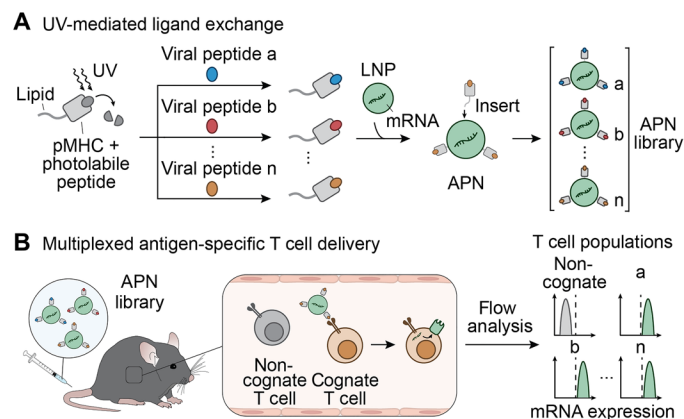 A UV-mediated ligand exchange
Viral peptide a
UV
Lipid
pMHC +
photolabile
peptide
Viral peptide b
⋮
Viral peptide n
⋮
LNP
mRNA
Insert
APN
a
b
⋮
n
APN
library
B Multiplexed antigen-specific T cell delivery
APN
library
Non-
cognate
T cell
Cognate
T cell
Flow
analysis
T cell populations
Non-
cognate
a
b
n
...
mRNA expression